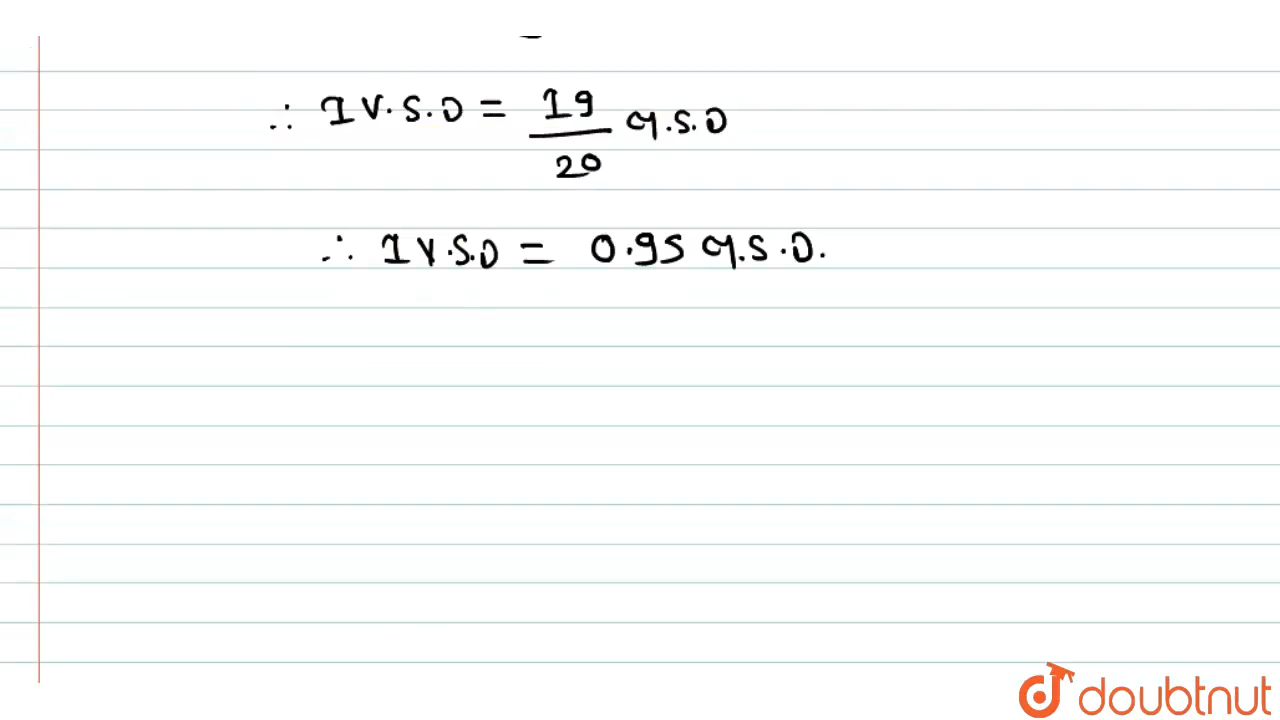 ∴ 1 V.S.D = 19/20 M.S.D
∴ 1 V.S.D = 0.95 M.S.D.
doubtnut